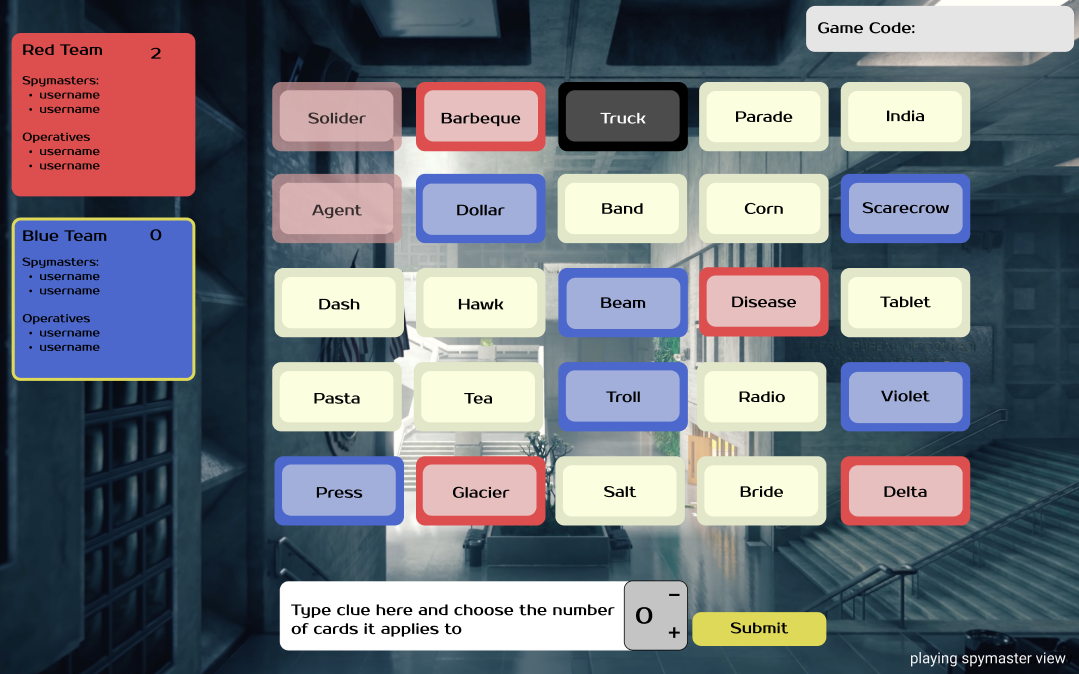 Game Code:
Red Team 2
Spymasters:
• username
• username
Operatives
• username
• username
Blue Team 0
Spymasters:
• username
• username
Operatives
• username
• username
Solider Barbeque Truck Parade India
Agent Dollar Band Corn Scarecrow
Dash Hawk Beam Disease Tablet
Pasta Tea Troll Radio Violet
Press Glacier Salt Bride Delta
Type clue here and choose the number
of cards it applies to
0
−
+
Submit
playing spymaster view